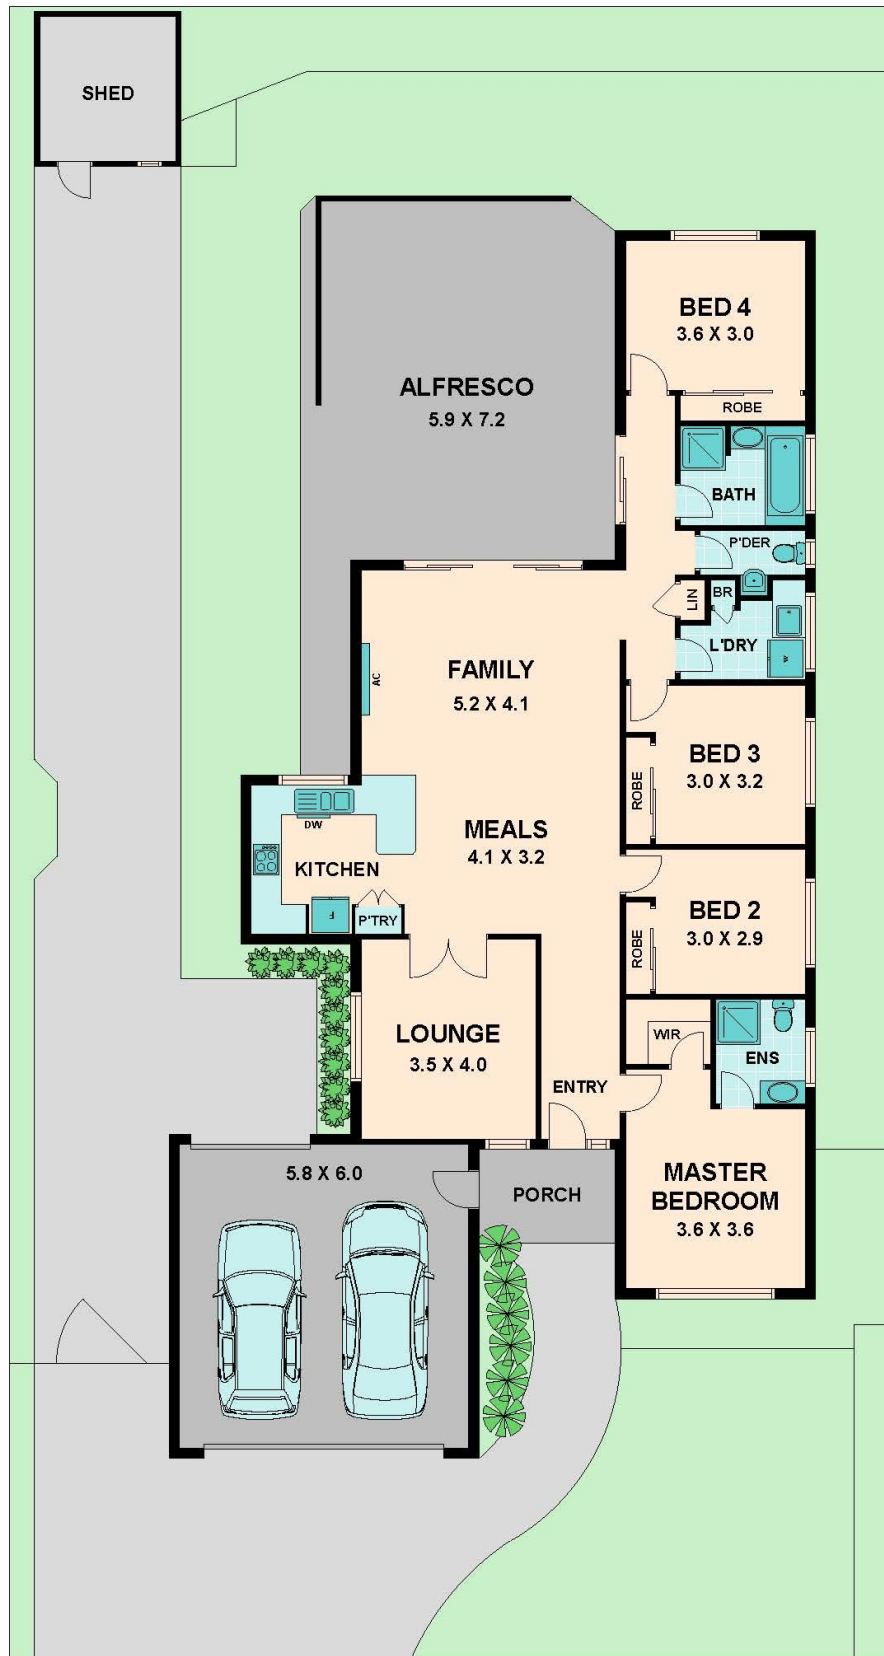 SHED
BED 4
3.6 X 3.0
ROBE
ALFRESCO
5.9 X 7.2
BATH
P'DER
LIN
BR
L'DRY
W
FAMILY
5.2 X 4.1
AC
BED 3
3.0 X 3.2
ROBE
DW
KITCHEN
MEALS
4.1 X 3.2
F
P'TRY
BED 2
3.0 X 2.9
ROBE
LOUNGE
3.5 X 4.0
WIR
ENS
ENTRY
5.8 X 6.0
PORCH
MASTER
BEDROOM
3.6 X 3.6